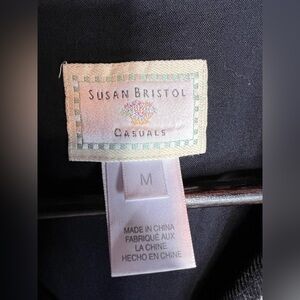 SUSAN BRISTOL
CASUALS
M
MADE IN CHINA
FABRIQUÉ AUX
LA CHINE
HECHO EN CHINE